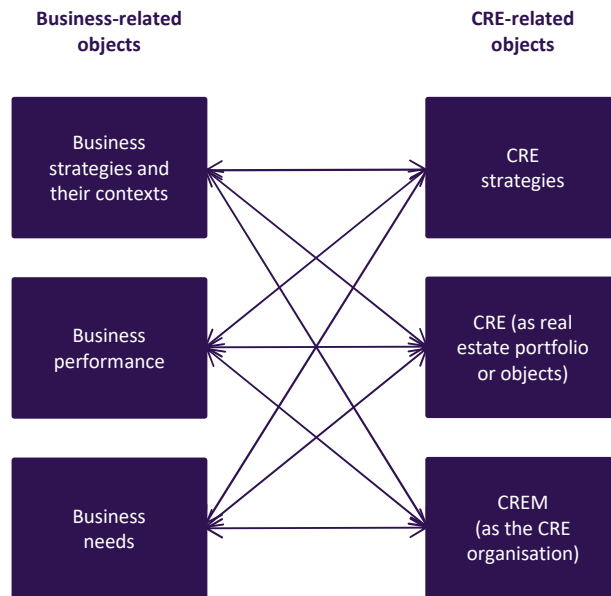 Business-related
objects
CRE-related
objects
Business
strategies and
their contexts
CRE
strategies
Business
performance
CRE (as real
estate portfolio
or objects)
Business
needs
CREM
(as the CRE
organisation)